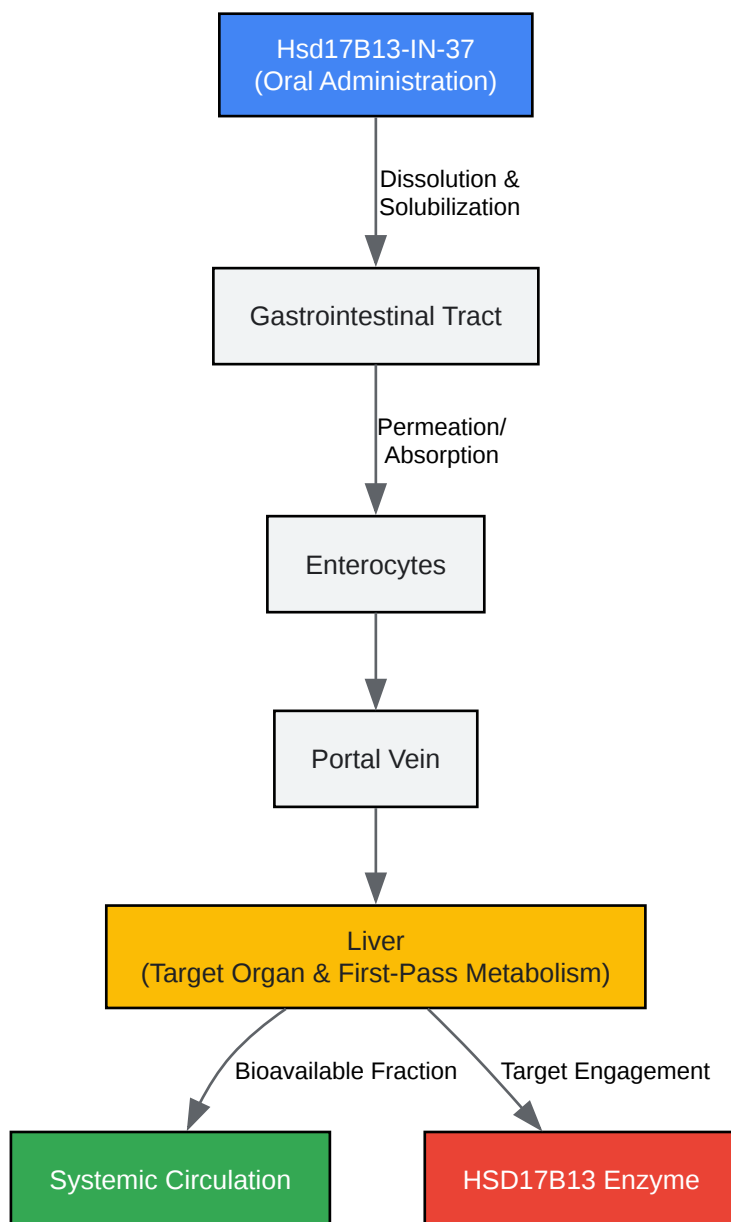 Hsd17B13-IN-37
(Oral Administration)
Dissolution &
Solubilization
Gastrointestinal Tract
Permeation/
Absorption
Enterocytes
Portal Vein
Liver
(Target Organ & First-Pass Metabolism)
Bioavailable Fraction
Target Engagement
Systemic Circulation
HSD17B13 Enzyme